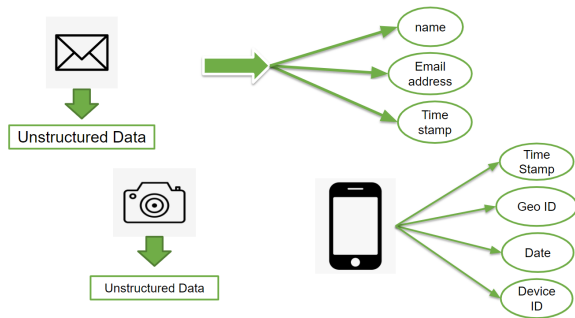 name
Email
address
Time
stamp
Unstructured Data
Time
Stamp
Geo ID
Date
Device
ID
Unstructured Data